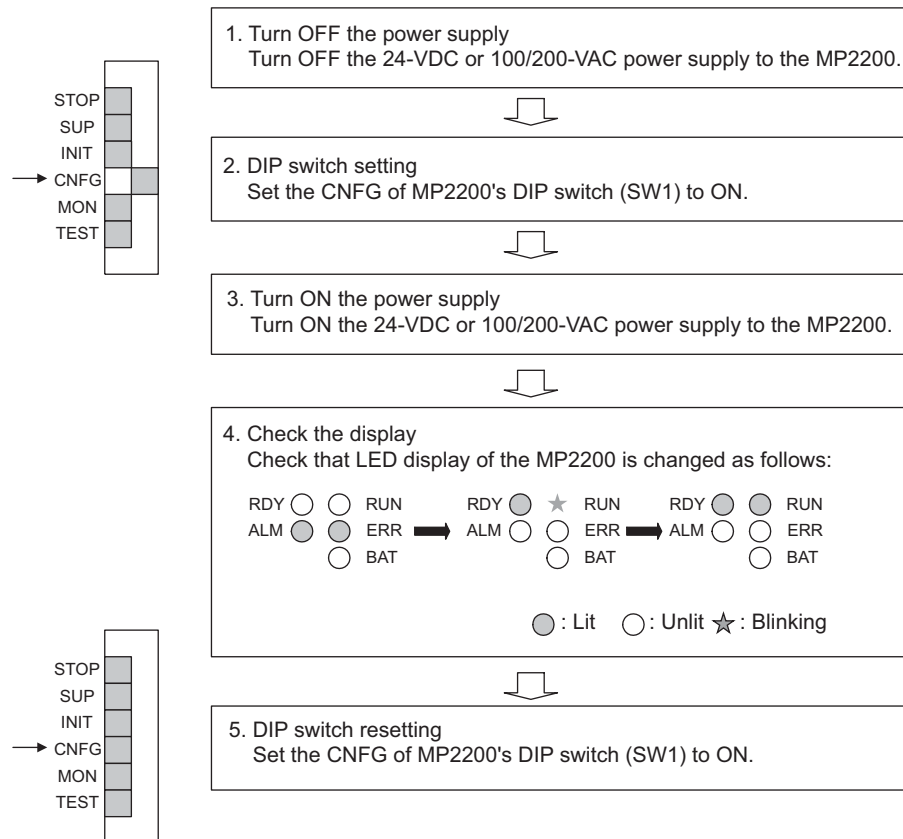 1. Turn OFF the power supply
Turn OFF the 24-VDC or 100/200-VAC power supply to the MP2200.
STOP
SUP
INIT
CNFG
MON
TEST
2. DIP switch setting
Set the CNFG of MP2200's DIP switch (SW1) to ON.
3. Turn ON the power supply
Turn ON the 24-VDC or 100/200-VAC power supply to the MP2200.
4. Check the display
Check that LED display of the MP2200 is changed as follows:
RDY RUN RDY RUN RDY RUN
ALM ERR ALM ERR ALM ERR
BAT BAT BAT
: Lit : Unlit : Blinking
STOP
SUP
INIT
CNFG
MON
TEST
5. DIP switch resetting
Set the CNFG of MP2200's DIP switch (SW1) to ON.